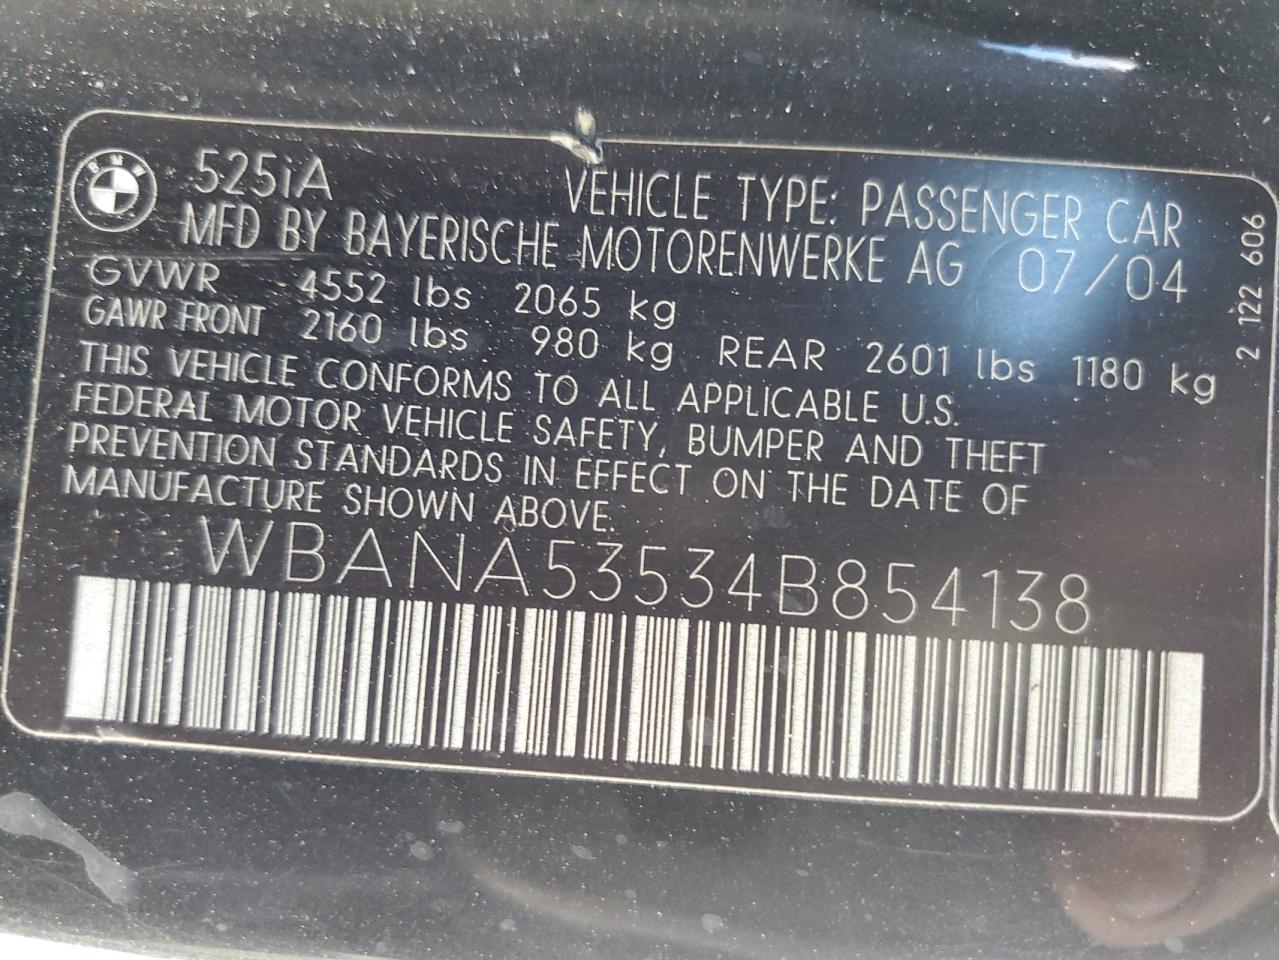 BMW
525iA
VEHICLE TYPE: PASSENGER CAR
MFD BY BAYERISCHE MOTORENWERKE AG 07/04
GVWR 4552 lbs 2065 kg
GAWR FRONT 2160 lbs 980 kg REAR 2601 lbs 1180 kg
THIS VEHICLE CONFORMS TO ALL APPLICABLE U.S.
FEDERAL MOTOR VEHICLE SAFETY, BUMPER AND THEFT
PREVENTION STANDARDS IN EFFECT ON THE DATE OF
MANUFACTURE SHOWN ABOVE.
WBANA53534B854138
2 122 606